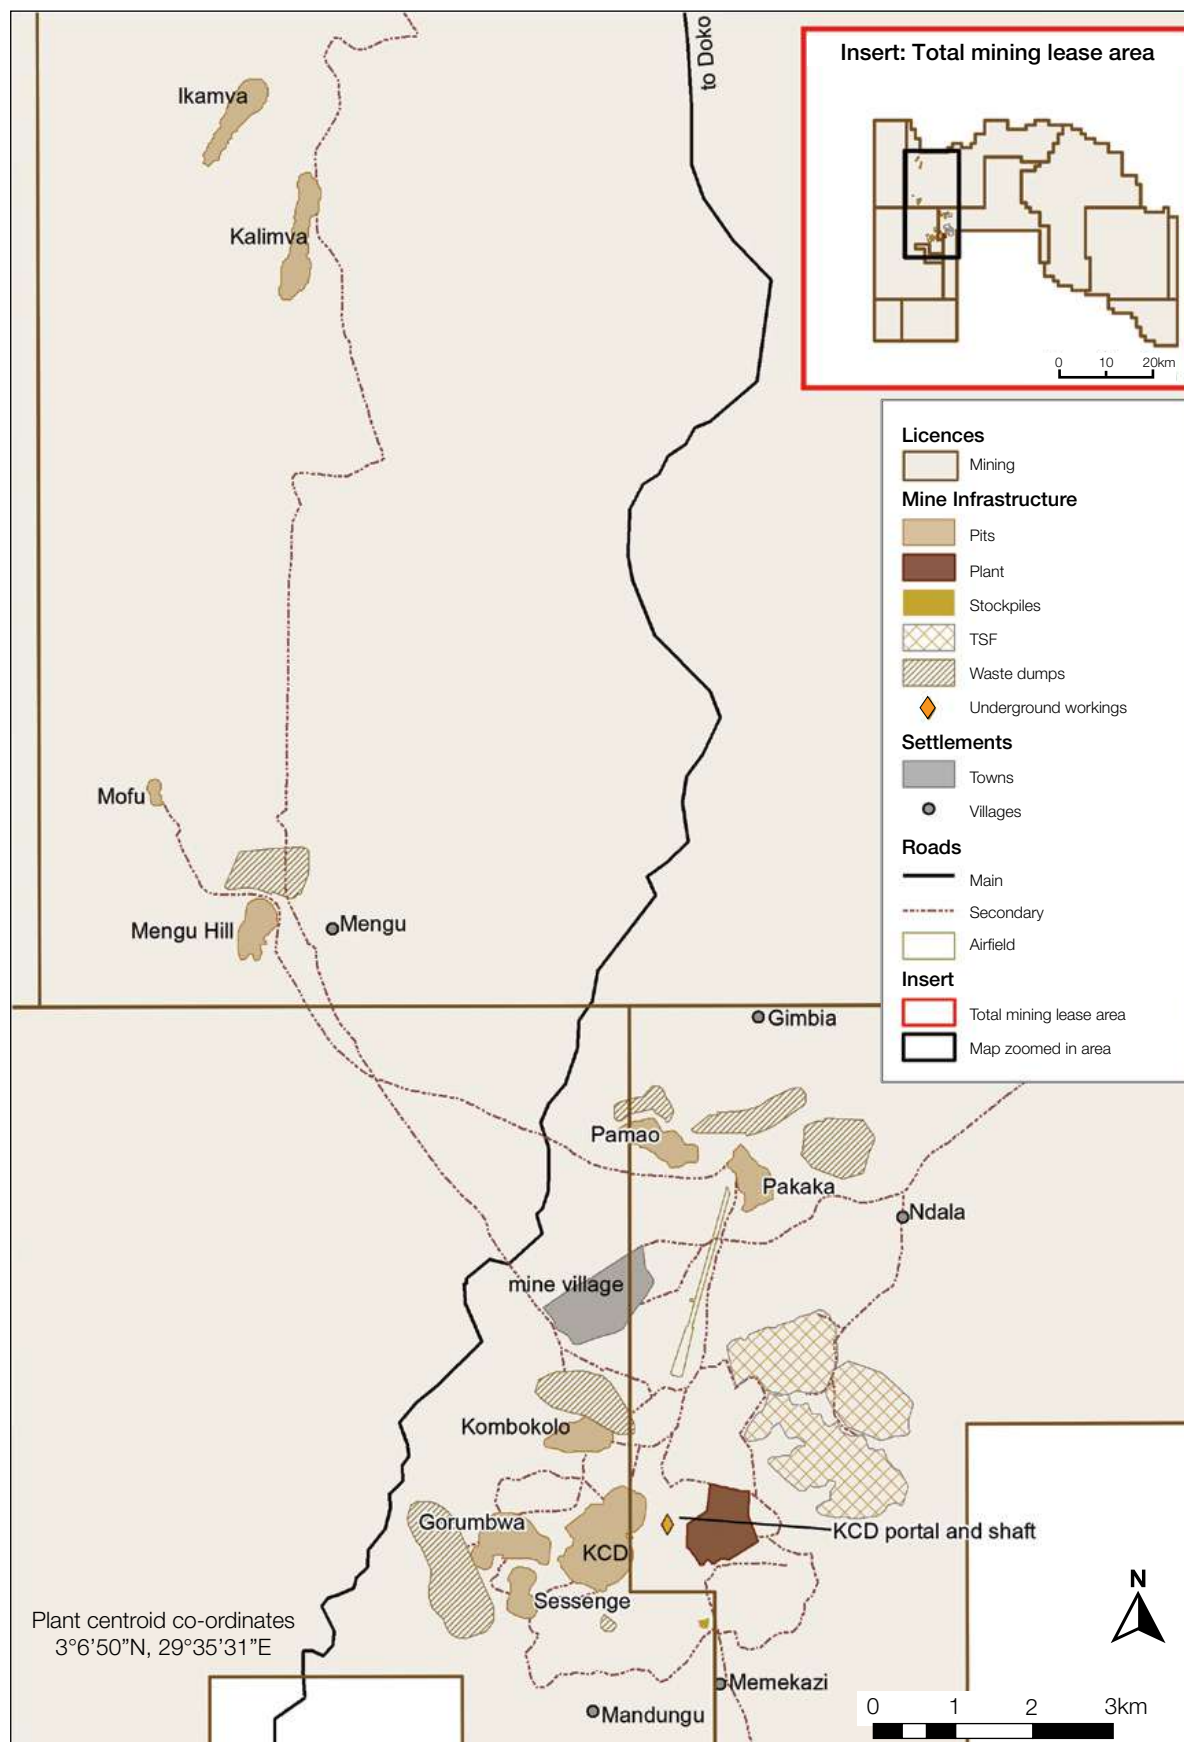 to Doko
Insert: Total mining lease area
0 10 20km
Ikamva
Kalimva
Licences
Mining
Mine Infrastructure
Pits
Plant
Stockpiles
TSF
Waste dumps
Underground workings
Settlements
Towns
Villages
Roads
Main
Secondary
Airfield
Insert
Total mining lease area
Map zoomed in area
Mofu
Mengu Hill
Mengu
Gimbia
Pamao
Pakaka
Ndala
mine village
Kombokolo
Gorumbwa
KCD
KCD portal and shaft
Sessenge
Plant centroid co-ordinates
3°6'50”N, 29°35'31”E
N
Memekazi
Mandungu
0 1 2 3km